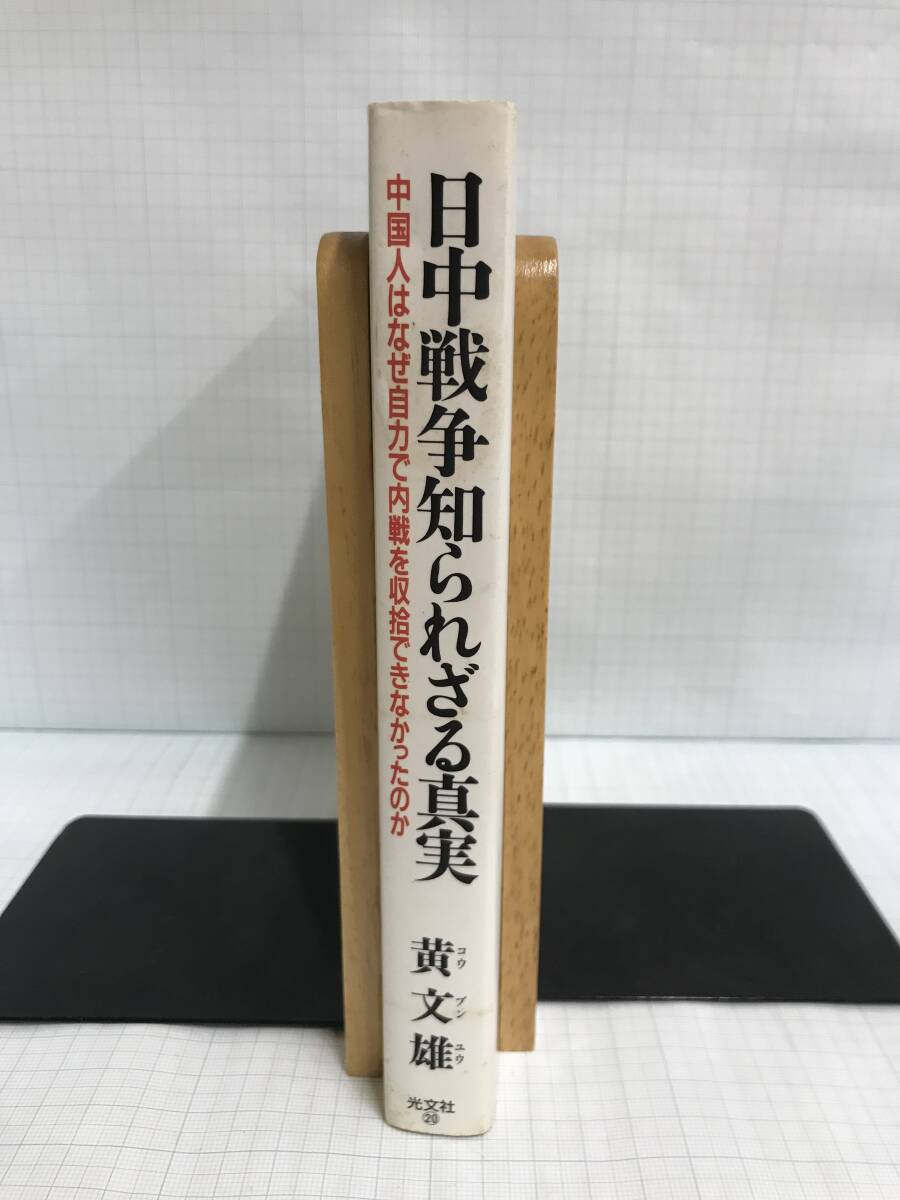 日中戦争知られざる真実
中国人はなぜ自力で内戦を収拾できなかったのか
黄文雄
コウ ブン ユウ
光文社
⑳